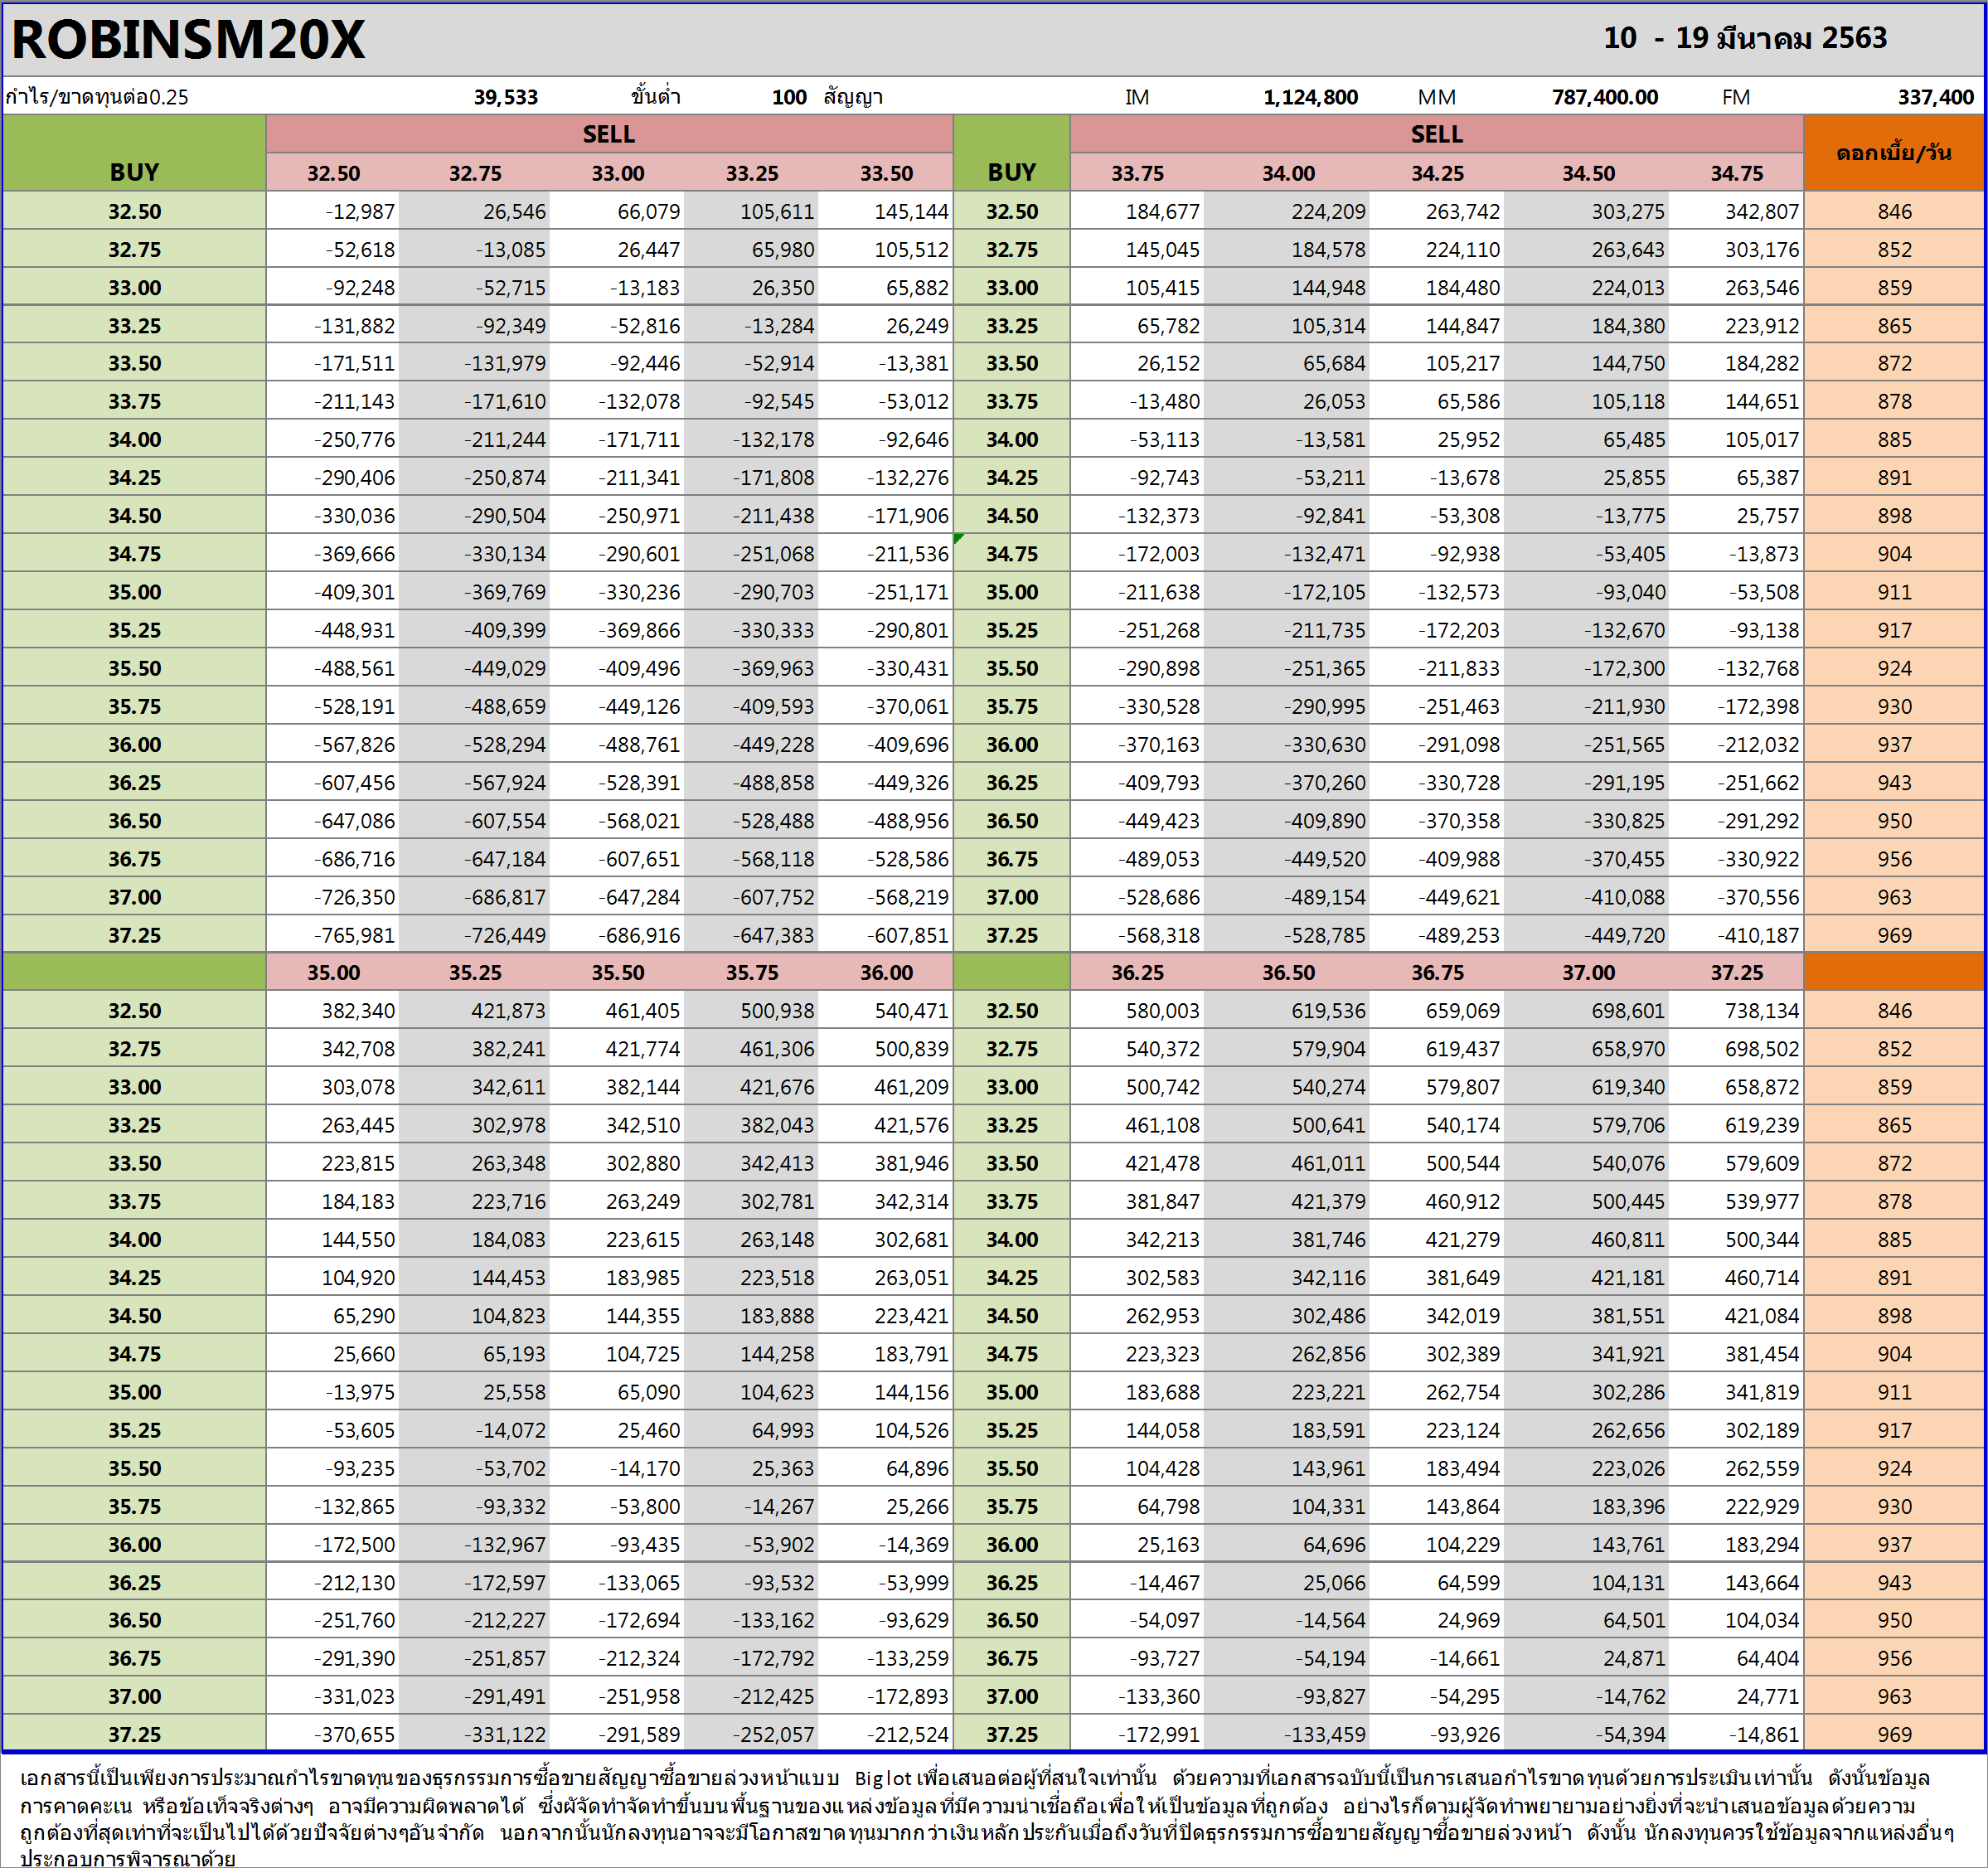 ROBINSM20X 10 - 19 มีนาคม 2563
กำไร/ขาดทุนต่อ0.25 39,533 ขั้นต่ำ 100 สัญญา IM 1,124,800 MM 787,400.00 FM 337,400
SELL SELL
ดอกเบี้ย/วัน
BUY 32.50 32.75 33.00 33.25 33.50 BUY 33.75 34.00 34.25 34.50 34.75
32.50 -12,987 26,546 66,079 105,611 145,144 32.50 184,677 224,209 263,742 303,275 342,807 846
32.75 -52,618 -13,085 26,447 65,980 105,512 32.75 145,045 184,578 224,110 263,643 303,176 852
33.00 -92,248 -52,715 -13,183 26,350 65,882 33.00 105,415 144,948 184,480 224,013 263,546 859
33.25 -131,882 -92,349 -52,816 -13,284 26,249 33.25 65,782 105,314 144,847 184,380 223,912 865
33.50 -171,511 -131,979 -92,446 -52,914 -13,381 33.50 26,152 65,684 105,217 144,750 184,282 872
33.75 -211,143 -171,610 -132,078 -92,545 -53,012 33.75 -13,480 26,053 65,586 105,118 144,651 878
34.00 -250,776 -211,244 -171,711 -132,178 -92,646 34.00 -53,113 -13,581 25,952 65,485 105,017 885
34.25 -290,406 -250,874 -211,341 -171,808 -132,276 34.25 -92,743 -53,211 -13,678 25,855 65,387 891
34.50 -330,036 -290,504 -250,971 -211,438 -171,906 34.50 -132,373 -92,841 -53,308 -13,775 25,757 898
34.75 -369,666 -330,134 -290,601 -251,068 -211,536 34.75 -172,003 -132,471 -92,938 -53,405 -13,873 904
35.00 -409,301 -369,769 -330,236 -290,703 -251,171 35.00 -211,638 -172,105 -132,573 -93,040 -53,508 911
35.25 -448,931 -409,399 -369,866 -330,333 -290,801 35.25 -251,268 -211,735 -172,203 -132,670 -93,138 917
35.50 -488,561 -449,029 -409,496 -369,963 -330,431 35.50 -290,898 -251,365 -211,833 -172,300 -132,768 924
35.75 -528,191 -488,659 -449,126 -409,593 -370,061 35.75 -330,528 -290,995 -251,463 -211,930 -172,398 930
36.00 -567,826 -528,294 -488,761 -449,228 -409,696 36.00 -370,163 -330,630 -291,098 -251,565 -212,032 937
36.25 -607,456 -567,924 -528,391 -488,858 -449,326 36.25 -409,793 -370,260 -330,728 -291,195 -251,662 943
36.50 -647,086 -607,554 -568,021 -528,488 -488,956 36.50 -449,423 -409,890 -370,358 -330,825 -291,292 950
36.75 -686,716 -647,184 -607,651 -568,118 -528,586 36.75 -489,053 -449,520 -409,988 -370,455 -330,922 956
37.00 -726,350 -686,817 -647,284 -607,752 -568,219 37.00 -528,686 -489,154 -449,621 -410,088 -370,556 963
37.25 -765,981 -726,449 -686,916 -647,383 -607,851 37.25 -568,318 -528,785 -489,253 -449,720 -410,187 969
35.00 35.25 35.50 35.75 36.00 36.25 36.50 36.75 37.00 37.25
32.50 382,340 421,873 461,405 500,938 540,471 32.50 580,003 619,536 659,069 698,601 738,134 846
32.75 342,708 382,241 421,774 461,306 500,839 32.75 540,372 579,904 619,437 658,970 698,502 852
33.00 303,078 342,611 382,144 421,676 461,209 33.00 500,742 540,274 579,807 619,340 658,872 859
33.25 263,445 302,978 342,510 382,043 421,576 33.25 461,108 500,641 540,174 579,706 619,239 865
33.50 223,815 263,348 302,880 342,413 381,946 33.50 421,478 461,011 500,544 540,076 579,609 872
33.75 184,183 223,716 263,249 302,781 342,314 33.75 381,847 421,379 460,912 500,445 539,977 878
34.00 144,550 184,083 223,615 263,148 302,681 34.00 342,213 381,746 421,279 460,811 500,344 885
34.25 104,920 144,453 183,985 223,518 263,051 34.25 302,583 342,116 381,649 421,181 460,714 891
34.50 65,290 104,823 144,355 183,888 223,421 34.50 262,953 302,486 342,019 381,551 421,084 898
34.75 25,660 65,193 104,725 144,258 183,791 34.75 223,323 262,856 302,389 341,921 381,454 904
35.00 -13,975 25,558 65,090 104,623 144,156 35.00 183,688 223,221 262,754 302,286 341,819 911
35.25 -53,605 -14,072 25,460 64,993 104,526 35.25 144,058 183,591 223,124 262,656 302,189 917
35.50 -93,235 -53,702 -14,170 25,363 64,896 35.50 104,428 143,961 183,494 223,026 262,559 924
35.75 -132,865 -93,332 -53,800 -14,267 25,266 35.75 64,798 104,331 143,864 183,396 222,929 930
36.00 -172,500 -132,967 -93,435 -53,902 -14,369 36.00 25,163 64,696 104,229 143,761 183,294 937
36.25 -212,130 -172,597 -133,065 -93,532 -53,999 36.25 -14,467 25,066 64,599 104,131 143,664 943
36.50 -251,760 -212,227 -172,694 -133,162 -93,629 36.50 -54,097 -14,564 24,969 64,501 104,034 950
36.75 -291,390 -251,857 -212,324 -172,792 -133,259 36.75 -93,727 -54,194 -14,661 24,871 64,404 956
37.00 -331,023 -291,491 -251,958 -212,425 -172,893 37.00 -133,360 -93,827 -54,295 -14,762 24,771 963
37.25 -370,655 -331,122 -291,589 -252,057 -212,524 37.25 -172,991 -133,459 -93,926 -54,394 -14,861 969
เอกสารนี้เป็นเพียงการประมาณกำไรขาดทุนของธุรกรรมการซื้อขายสัญญาซื้อขายล่วงหน้าแบบ Big lot เพื่อเสนอต่อผู้ที่สนใจเท่านั้น ด้วยความที่เอกสารฉบับนี้เป็นการเสนอกำไรขาดทุนด้วยการประเมินเท่านั้น ดังนั้นข้อมูล
การคาดคะเน หรือข้อเท็จจริงต่างๆ อาจมีความผิดพลาดได้ ซึ่งผัจัดทำจัดทำขึ้นบนพื้นฐานของแหล่งข้อมูลที่มีความน่าเชื่อถือเพื่อให้เป็นข้อมูลที่ถูกต้อง อย่างไรก็ตามผู้จัดทำพยายามอย่างยิ่งที่จะนำเสนอข้อมูลด้วยความ
ถูกต้องที่สุดเท่าที่จะเป็นไปได้ด้วยปัจจัยต่างๆอันจำกัด นอกจากนั้นนักลงทุนอาจจะมีโอกาสขาดทุนมากกว่าเงินหลักประกันเมื่อถึงวันที่ปิดธุรกรรมการซื้อขายสัญญาซื้อขายล่วงหน้า ดังนั้น นักลงทุนควรใช้ข้อมูลจากแหล่งอื่นๆ
ประกอบการพิจารณาด้วย